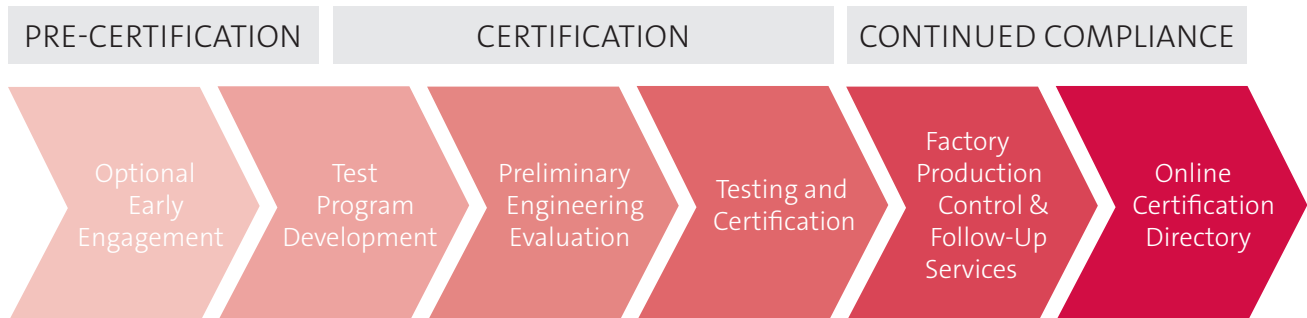 PRE-CERTIFICATION
CERTIFICATION
CONTINUED COMPLIANCE
Optional
Early
Engagement
Test
Program
Development
Preliminary
Engineering
Evaluation
Testing and
Certification
Factory
Production
Control &
Follow-Up
Services
Online
Certification
Directory